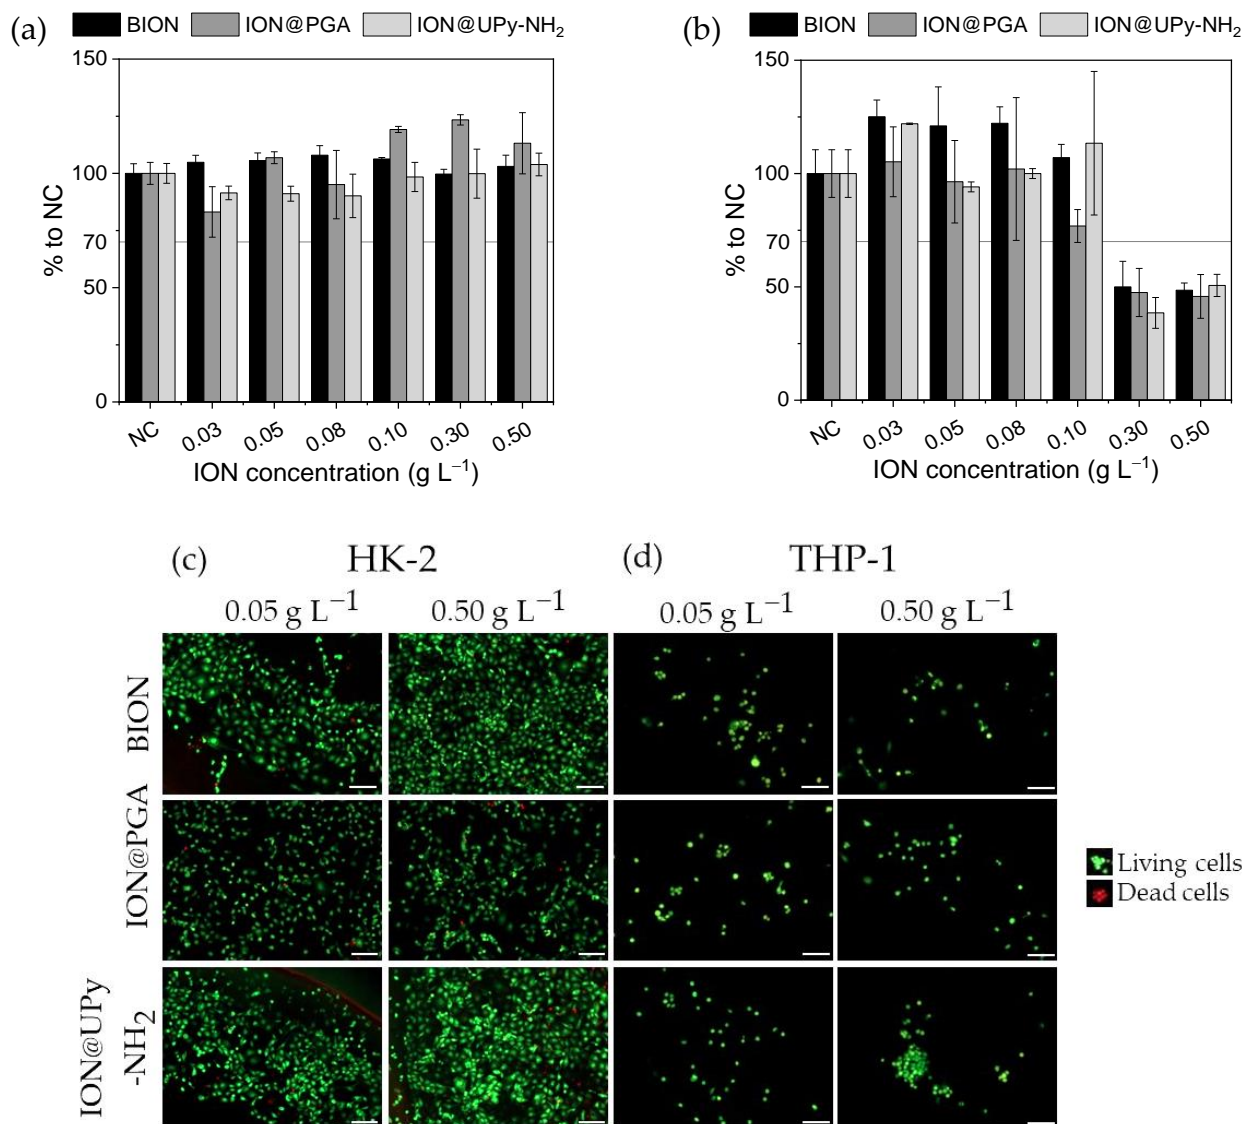 (a) BION ION@PGA ION@UPy-NH₂
150
100
70
50
0
% to NC
NC 0.03 0.05 0.08 0.10 0.30 0.50
ION concentration (g L⁻¹)
(b) BION ION@PGA ION@UPy-NH₂
150
100
70
50
0
% to NC
NC 0.03 0.05 0.08 0.10 0.30 0.50
ION concentration (g L⁻¹)
(c) HK-2
0.05 g L⁻¹ 0.50 g L⁻¹
(d) THP-1
0.05 g L⁻¹ 0.50 g L⁻¹
BION
ION@PGA
ION@UPy
-NH₂
Living cells
Dead cells